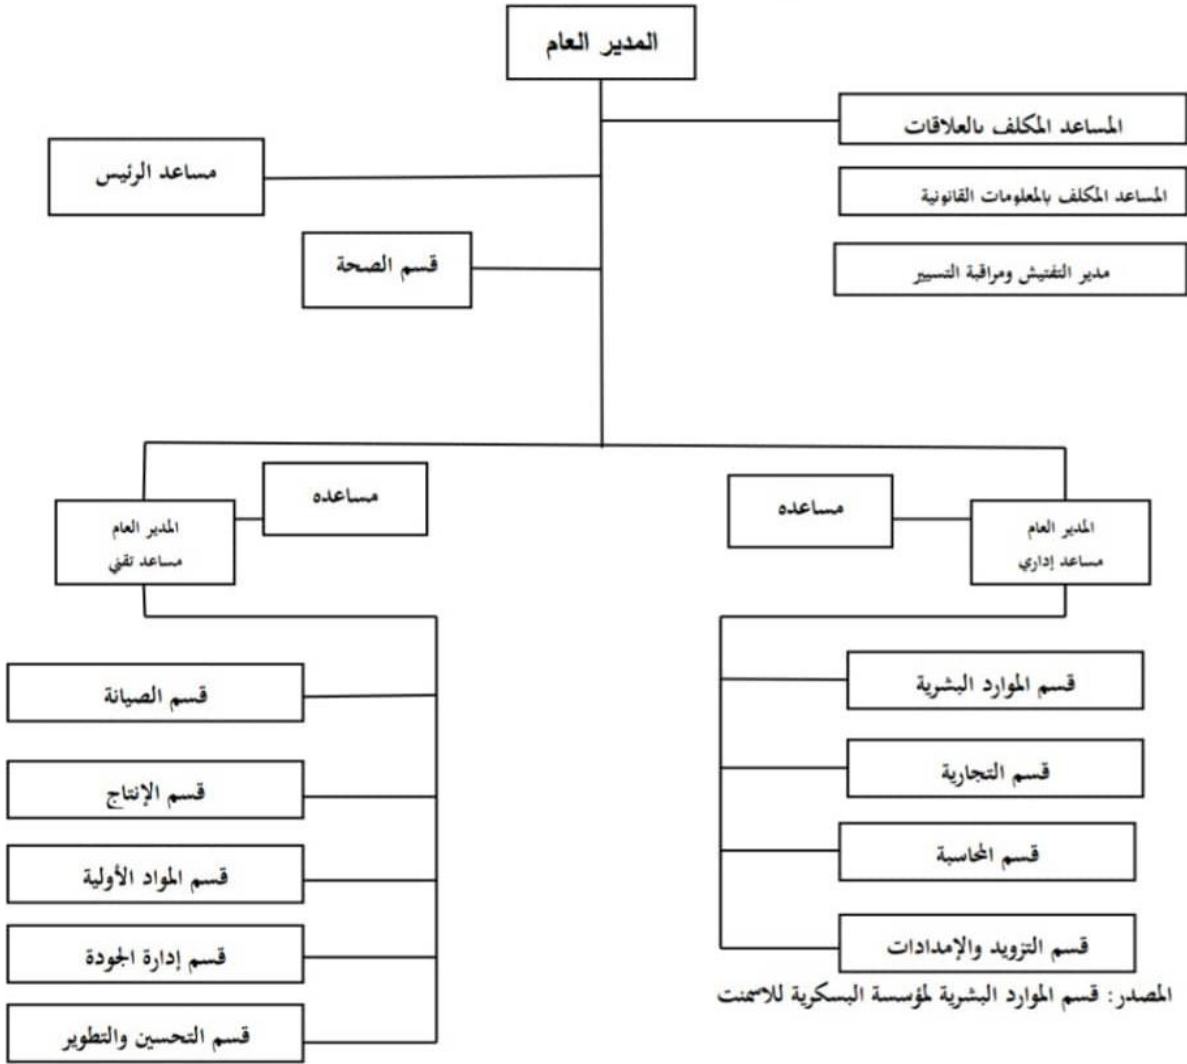 المدير العام
المساعد المكلف بالعلاقات
مساعد الرئيس
المساعد المكلف بالمعلومات القانونية
قسم الصحة
مدير التفتيش ومراقبة التسيير
مساعده
مساعده
المدير العام
مساعد إداري
المدير العام
مساعد تقني
قسم الموارد البشرية
قسم التجارية
قسم المحاسبة
قسم التزويد والإمدادات
قسم الصيانة
قسم الإنتاج
قسم المواد الأولية
قسم إدارة الجودة
قسم التحسين والتطوير
المصدر: قسم الموارد البشرية لمؤسسة البسكرية للاسمنت